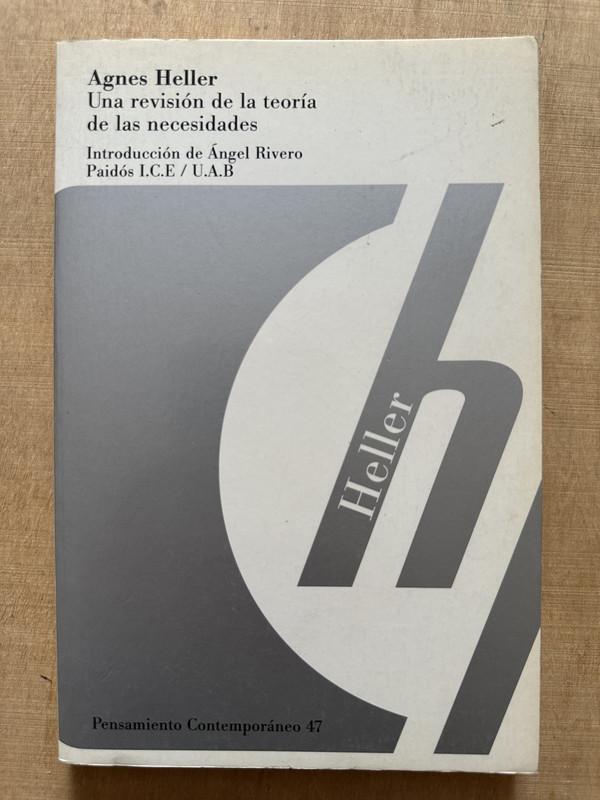 Agnes Heller
Una revisión de la teoría
de las necesidades
Introducción de Ángel Rivero
Paidós I.C.E / U.A.B
h
Heller
Pensamiento Contemporáneo 47